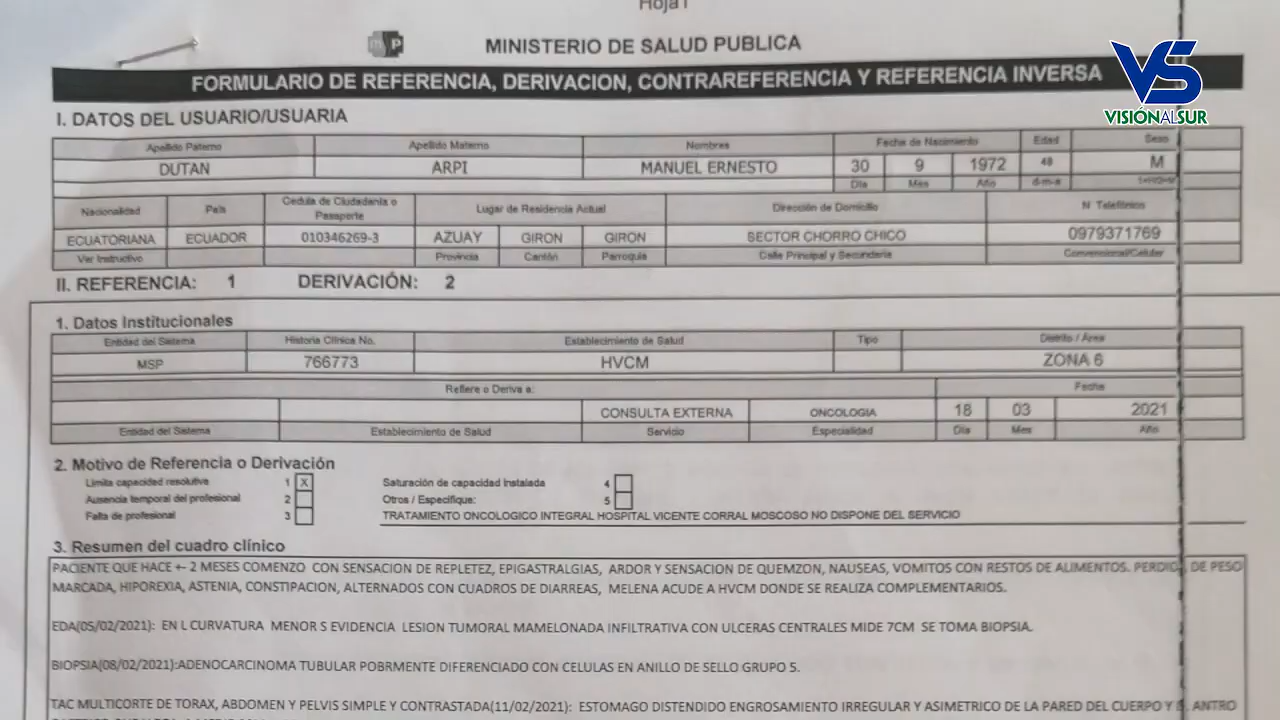 Hoja1
MINISTERIO DE SALUD PUBLICA
FORMULARIO DE REFERENCIA, DERIVACION, CONTRAREFERENCIA Y REFERENCIA INVERSA
VS
VISIÓNALSUR
I. DATOS DEL USUARIO/USUARIA
Apellido Paterno Apellido Materno Nombres Fecha de Nacimiento Edad Sexo
DUTAN ARPI MANUEL ERNESTO 30 9 1972 48 M
Día Mes Año d-m-a
Nacionalidad País Cédula de Ciudadanía o Pasaporte Lugar de Residencia Actual Dirección de Domicilio N Telefónico
ECUATORIANA ECUADOR 010346269-3 AZUAY GIRON GIRON SECTOR CHORRO CHICO 0979371769
Ver Instructivo Provincia Cantón Parroquia Calle Principal y Secundaria Convencional/Celular
II. REFERENCIA: 1 DERIVACIÓN: 2
1. Datos Institucionales
Entidad del Sistema Historia Clínica No. Establecimiento de Salud Tipo Distrito / Área
MSP 766773 HVCM ZONA 6
Refiere o Deriva a: Fecha
CONSULTA EXTERNA ONCOLOGIA 18 03 2021
Entidad del Sistema Establecimiento de Salud Servicio Especialidad Día Mes Año
2. Motivo de Referencia o Derivación
Limita capacidad resolutiva 1 X Saturación de capacidad instalada 4
Ausencia temporal del profesional 2 Otros / Especifique: 5
Falta de profesional 3 TRATAMIENTO ONCOLOGICO INTEGRAL HOSPITAL VICENTE CORRAL MOSCOSO NO DISPONE DEL SERVICIO
3. Resumen del cuadro clínico
PACIENTE QUE HACE +- 2 MESES COMENZO CON SENSACION DE REPLETEZ, EPIGASTRALGIAS, ARDOR Y SENSACION DE QUEMZON, NAUSEAS, VOMITOS CON RESTOS DE ALIMENTOS. PERDID DE PESO
MARCADA, HIPOREXIA, ASTENIA, CONSTIPACION, ALTERNADOS CON CUADROS DE DIARREAS, MELENA ACUDE A HVCM DONDE SE REALIZA COMPLEMENTARIOS.
EDA(05/02/2021): EN L CURVATURA MENOR S EVIDENCIA LESION TUMORAL MAMELONADA INFILTRATIVA CON ULCERAS CENTRALES MIDE 7CM SE TOMA BIOPSIA.
BIOPSIA(08/02/2021):ADENOCARCINOMA TUBULAR POBRMENTE DIFERENCIADO CON CELULAS EN ANILLO DE SELLO GRUPO 5.
TAC MULTICORTE DE TORAX, ABDOMEN Y PELVIS SIMPLE Y CONTRASTADA(11/02/2021): ESTOMAGO DISTENDIDO ENGROSAMIENTO IRREGULAR Y ASIMETRICO DE LA PARED DEL CUERPO Y ANTRO